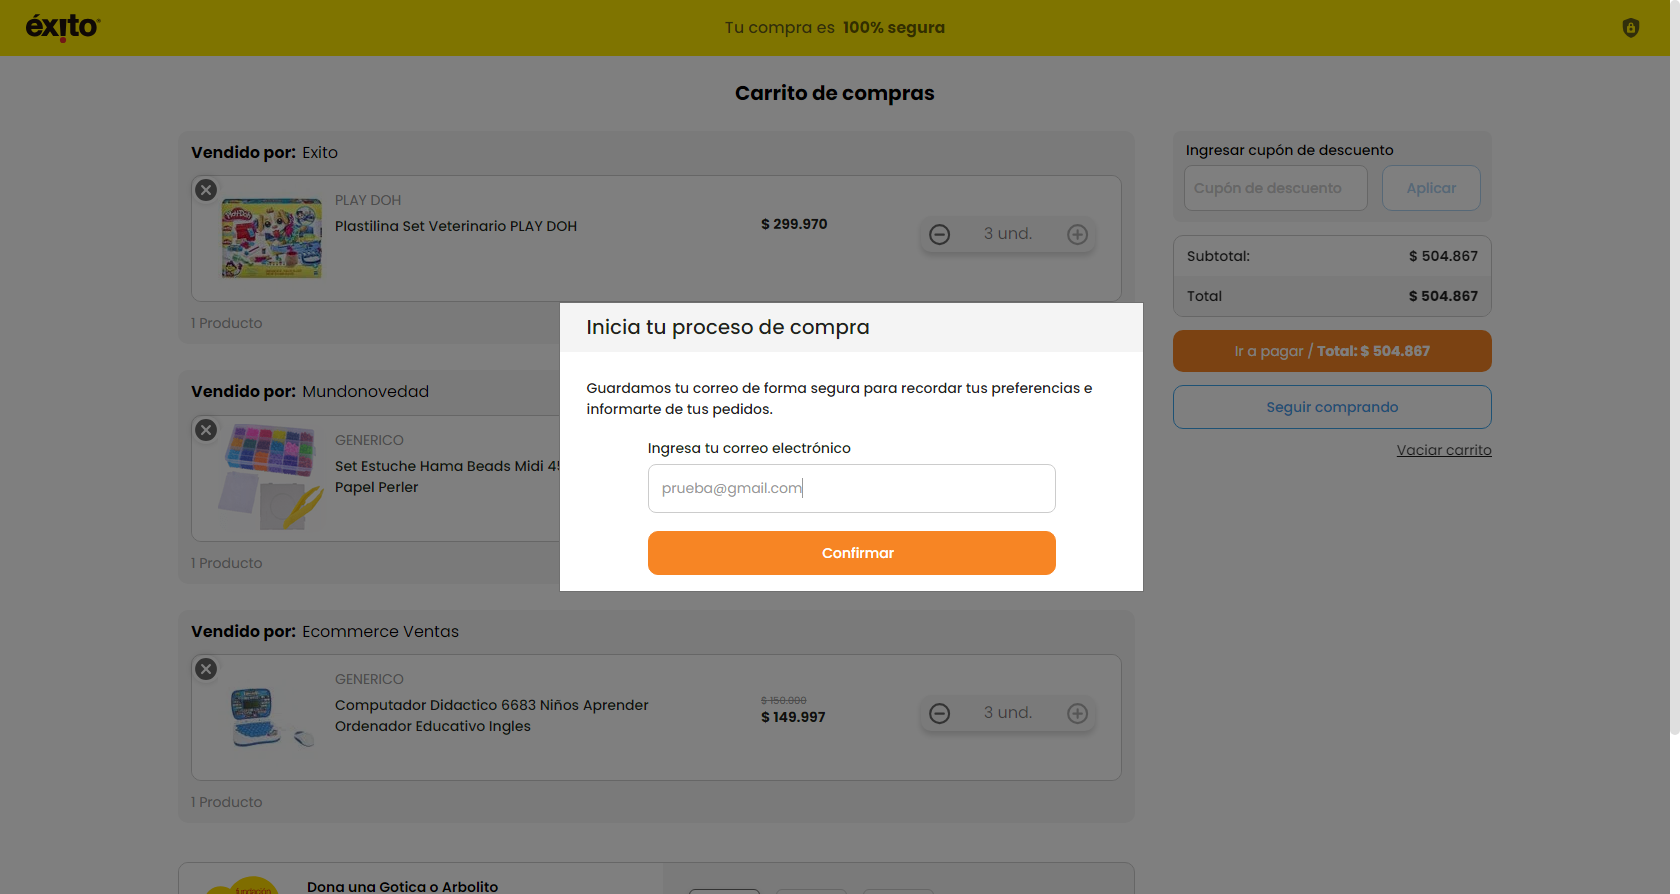 éxito
Tu compra es 100% segura
Carrito de compras
Vendido por: Exito
PLAY DOH
Plastilina Set Veterinario PLAY DOH
$ 299.970
3 und.
1 Producto
Vendido por: Mundonovedad
GENERICO
Set Estuche Hama Beads Midi
Papel Perler
1 Producto
Vendido por: Ecommerce Ventas
GENERICO
Computador Didactico 6683 Niños Aprender
Ordenador Educativo Ingles
$ 150.000
$ 149.997
3 und.
1 Producto
Dona una Gotica o Arbolito
fundación
Inicia tu proceso de compra
Guardamos tu correo de forma segura para recordar tus preferencias e
informarte de tus pedidos.
Ingresa tu correo electrónico
prueba@gmail.com
Confirmar
Ingresar cupón de descuento
Cupón de descuento
Aplicar
Subtotal: $ 504.867
Total $ 504.867
Ir a pagar / Total: $ 504.867
Seguir comprando
Vaciar carrito